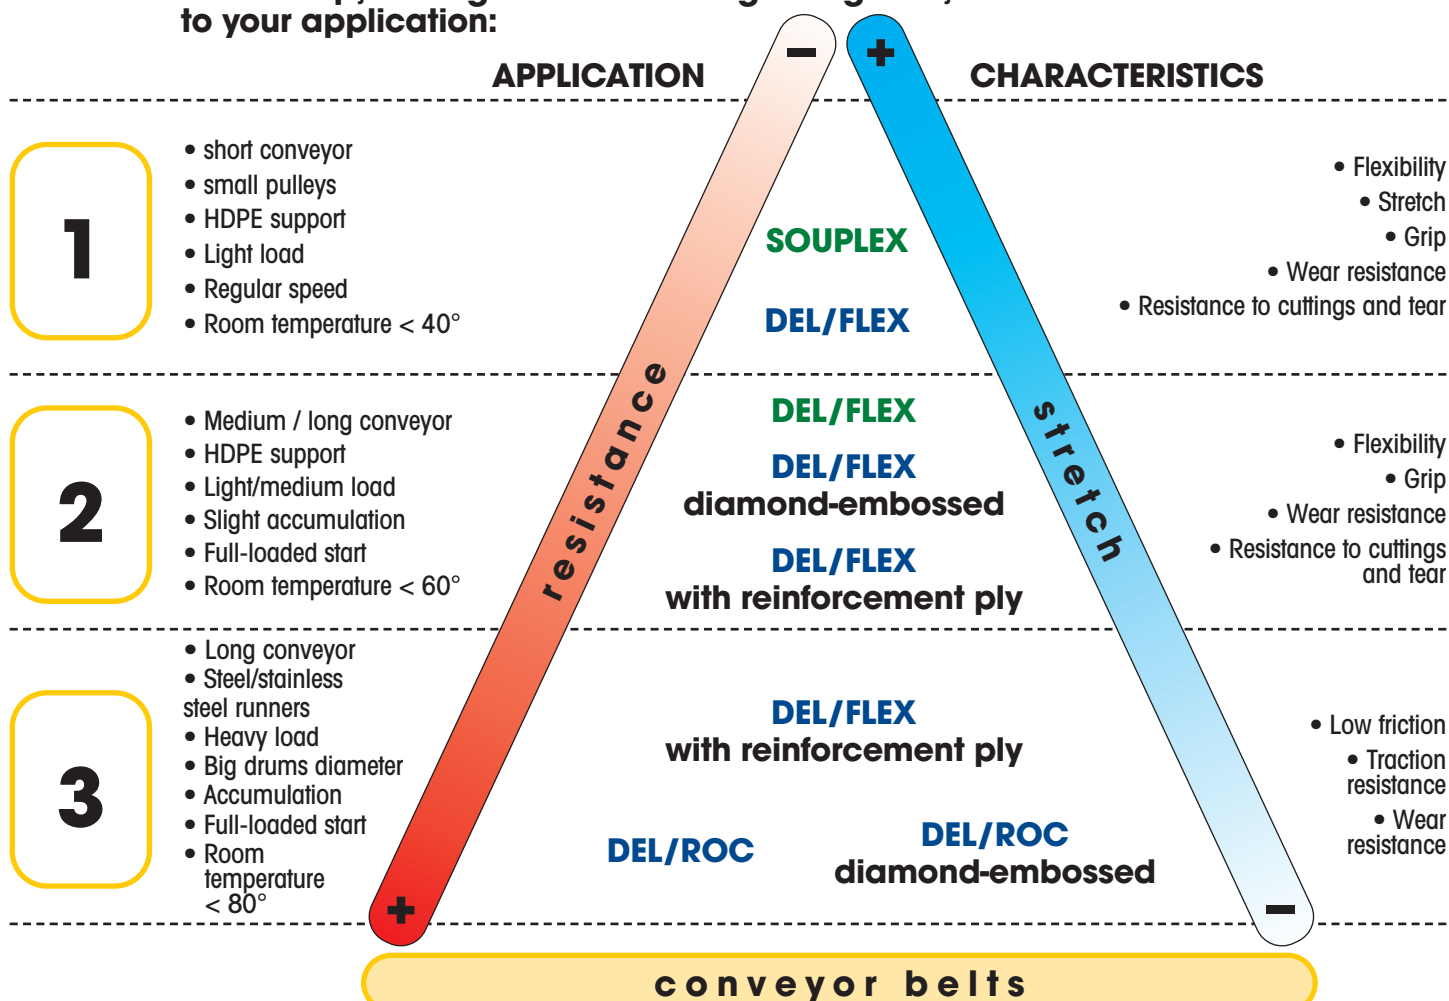 to your application:
APPLICATION
CHARACTERISTICS
− +
1
• short conveyor
• small pulleys
• HDPE support
• Light load
• Regular speed
• Room temperature < 40°
SOUPLEX
DEL/FLEX
• Flexibility
• Stretch
• Grip
• Wear resistance
• Resistance to cuttings and tear
resistance
stretch
2
• Medium / long conveyor
• HDPE support
• Light/medium load
• Slight accumulation
• Full-loaded start
• Room temperature < 60°
DEL/FLEX
DEL/FLEX
diamond-embossed
DEL/FLEX
with reinforcement ply
• Flexibility
• Grip
• Wear resistance
• Resistance to cuttings
and tear
3
• Long conveyor
• Steel/stainless
steel runners
• Heavy load
• Big drums diameter
• Accumulation
• Full-loaded start
• Room
temperature
< 80°
DEL/FLEX
with reinforcement ply
DEL/ROC
DEL/ROC
diamond-embossed
• Low friction
• Traction
resistance
• Wear
resistance
+ −
conveyor belts